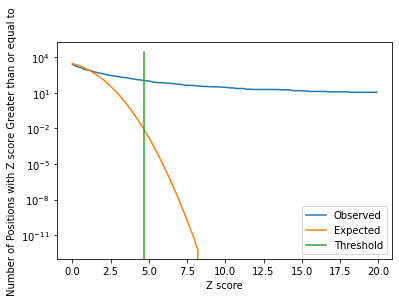 Number of Positions with Z score Greater than or equal to
10^4
10^1
10^-2
10^-5
10^-8
10^-11
Observed
Expected
Threshold
0.0 2.5 5.0 7.5 10.0 12.5 15.0 17.5 20.0
Z score